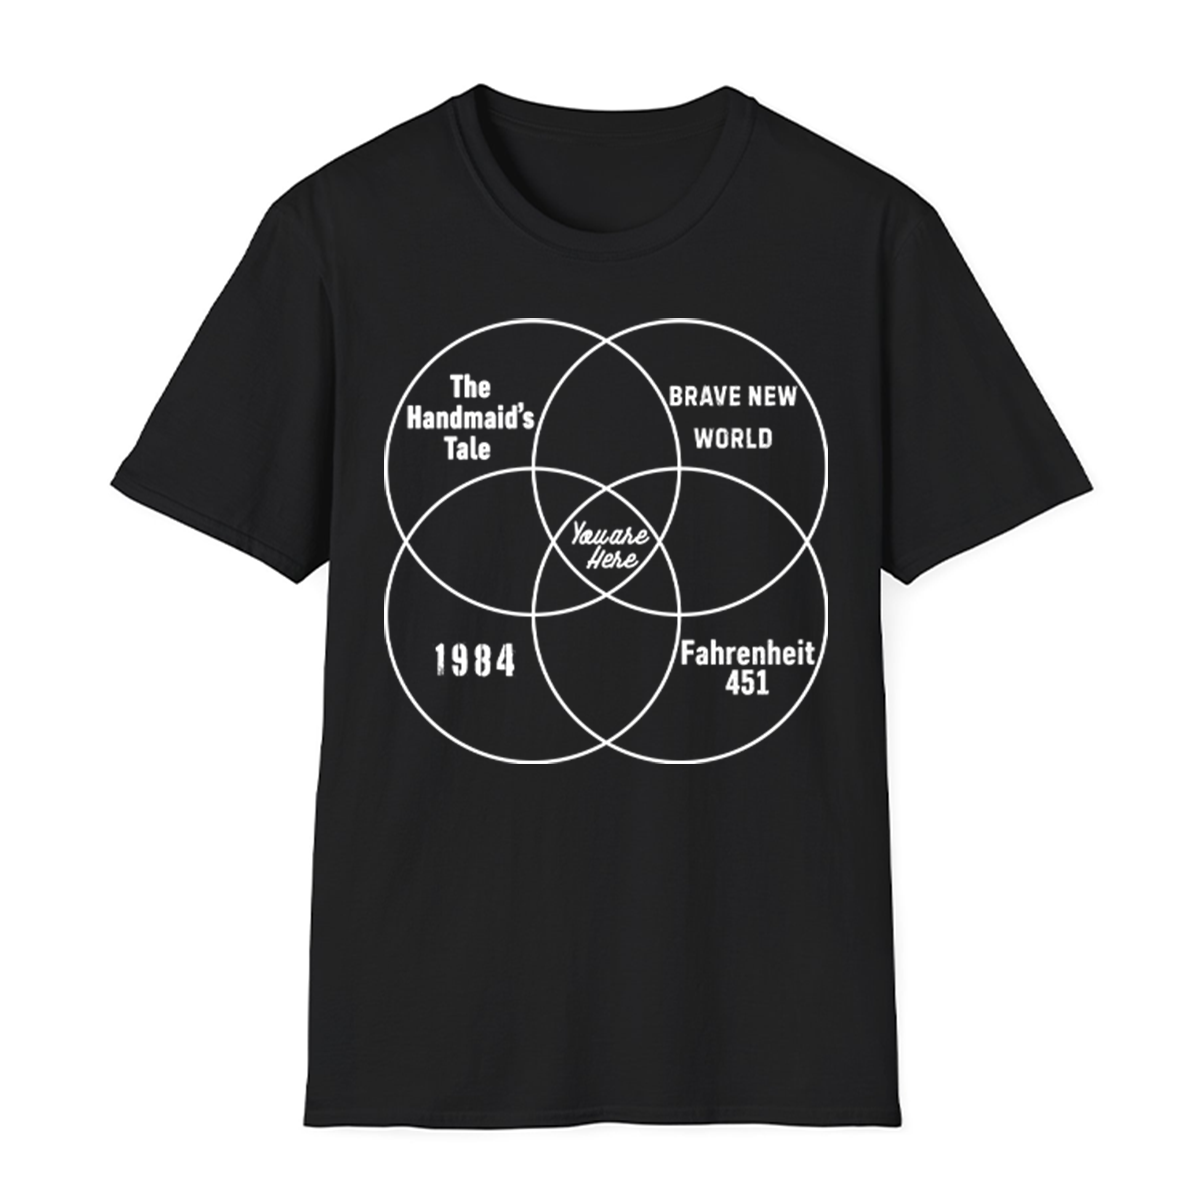 The
Handmaid's
Tale
BRAVE NEW
WORLD
You are
Here
1984
Fahrenheit
451